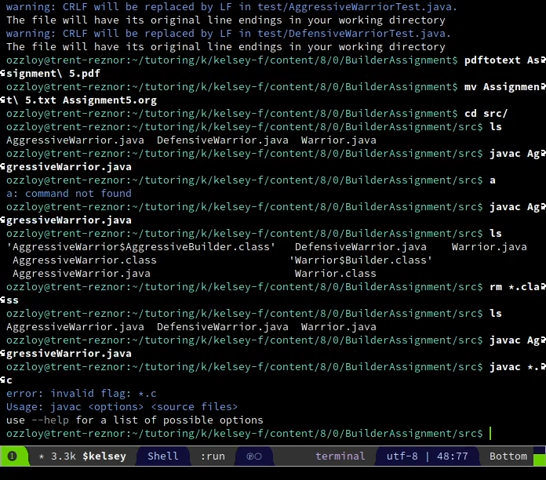 warning: CRLF will be replaced by LF in test/AggressiveWarriorTest.java.
The file will have its original line endings in your working directory
warning: CRLF will be replaced by LF in test/DefensiveWarriorTest.java.
The file will have its original line endings in your working directory
ozzloy@trent-reznor:~/tutoring/k/kelsey-f/content/8/0/BuilderAssignment$ pdftotext As
signment\ 5.pdf
ozzloy@trent-reznor:~/tutoring/k/kelsey-f/content/8/0/BuilderAssignment$ mv Assignmen
t\ 5.txt Assignment5.org
ozzloy@trent-reznor:~/tutoring/k/kelsey-f/content/8/0/BuilderAssignment$ cd src/
ozzloy@trent-reznor:~/tutoring/k/kelsey-f/content/8/0/BuilderAssignment/src$ ls
AggressiveWarrior.java  DefensiveWarrior.java  Warrior.java
ozzloy@trent-reznor:~/tutoring/k/kelsey-f/content/8/0/BuilderAssignment/src$ javac Ag
gressiveWarrior.java
ozzloy@trent-reznor:~/tutoring/k/kelsey-f/content/8/0/BuilderAssignment/src$ a
a: command not found
ozzloy@trent-reznor:~/tutoring/k/kelsey-f/content/8/0/BuilderAssignment/src$ javac Ag
gressiveWarrior.java
ozzloy@trent-reznor:~/tutoring/k/kelsey-f/content/8/0/BuilderAssignment/src$ ls
'AggressiveWarrior$AggressiveBuilder.class'   DefensiveWarrior.java   Warrior.java
AggressiveWarrior.class                      'Warrior$Builder.class'
AggressiveWarrior.java                        Warrior.class
ozzloy@trent-reznor:~/tutoring/k/kelsey-f/content/8/0/BuilderAssignment/src$ rm *.cla
ss
ozzloy@trent-reznor:~/tutoring/k/kelsey-f/content/8/0/BuilderAssignment/src$ ls
AggressiveWarrior.java  DefensiveWarrior.java  Warrior.java
ozzloy@trent-reznor:~/tutoring/k/kelsey-f/content/8/0/BuilderAssignment/src$ javac Ag
gressiveWarrior.java
ozzloy@trent-reznor:~/tutoring/k/kelsey-f/content/8/0/BuilderAssignment/src$ javac *.
c
error: invalid flag: *.c
Usage: javac <options> <source files>
use --help for a list of possible options
ozzloy@trent-reznor:~/tutoring/k/kelsey-f/content/8/0/BuilderAssignment/src$
* 3.3k $kelsey Shell :run terminal utf-8 | 48:77 Bottom